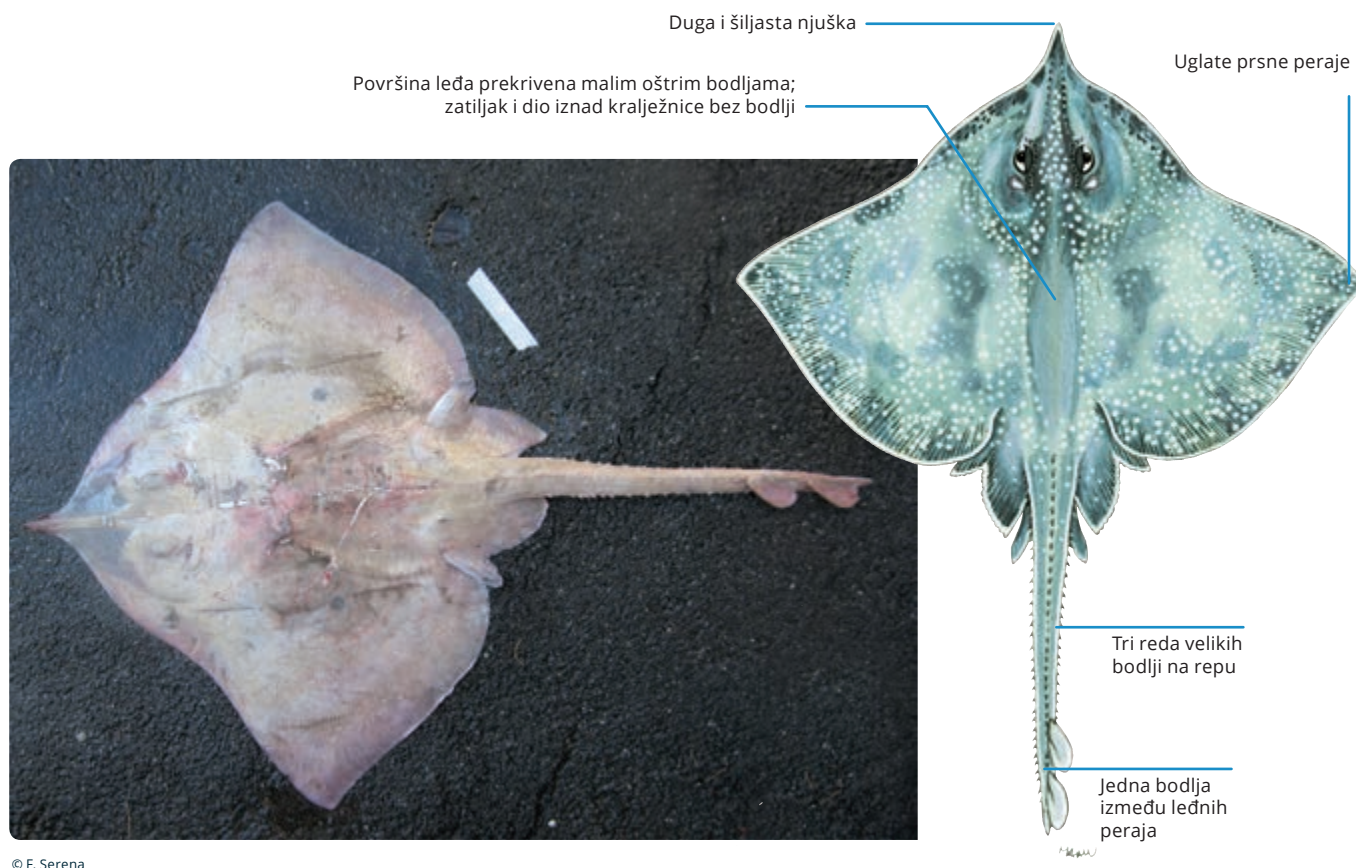 Duga i šiljasta njuška
Uglate prsne peraje
Površina leđa prekrivena malim oštrim bodljama;
zatiljak i dio iznad kralježnice bez bodlji
Tri reda velikih
bodlji na repu
Jedna bodlja
između leđnih
peraja
© F. Serena